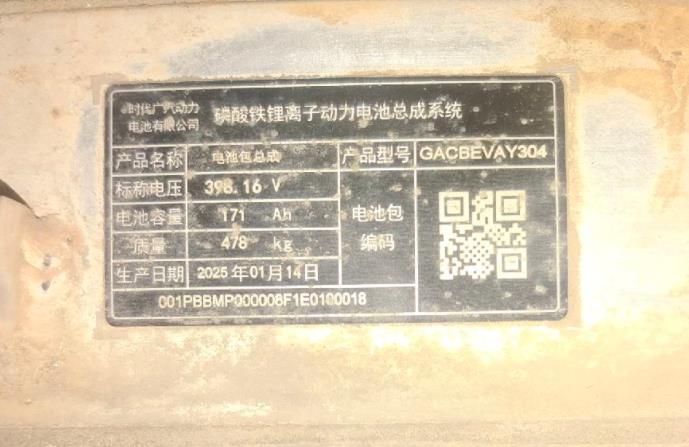 时代广汽动力
电池有限公司
磷酸铁锂离子动力电池总成系统
产品名称 电池包总成 产品型号 GACBEVAY304
标称电压 398.16 V
电池容量 171 Ah
电池包
编码
质量 478 kg
生产日期 2025年01月14日
001PBBMP000008F1E0100018